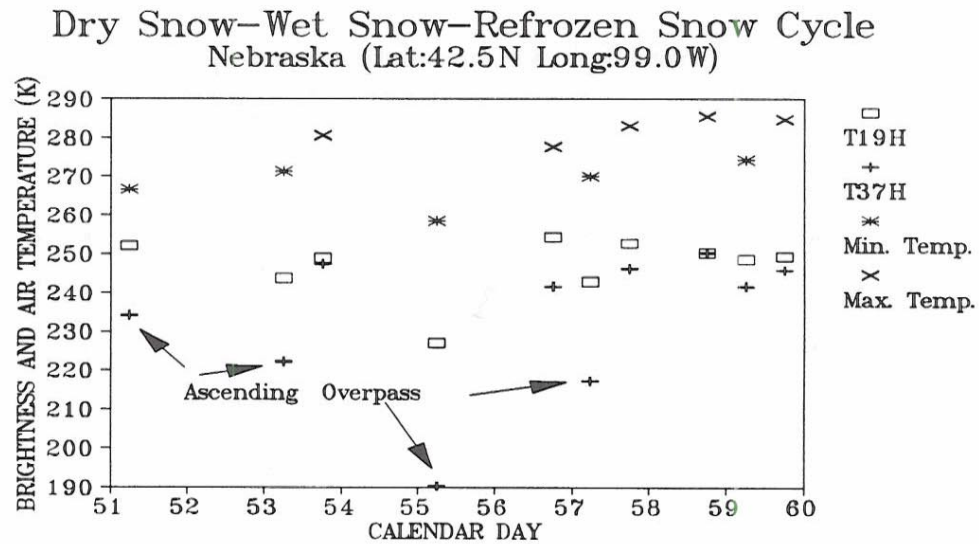 Dry Snow-Wet Snow-Refrozen Snow Cycle
Nebraska (Lat:42.5N Long:99.0W)
BRIGHTNESS AND AIR TEMPERATURE (K)
290
280
270
260
250
240
230
220
210
200
190
51 52 53 54 55 56 57 58 59 60
CALENDAR DAY
Ascending Overpass
T19H
T37H
Min. Temp.
Max. Temp.